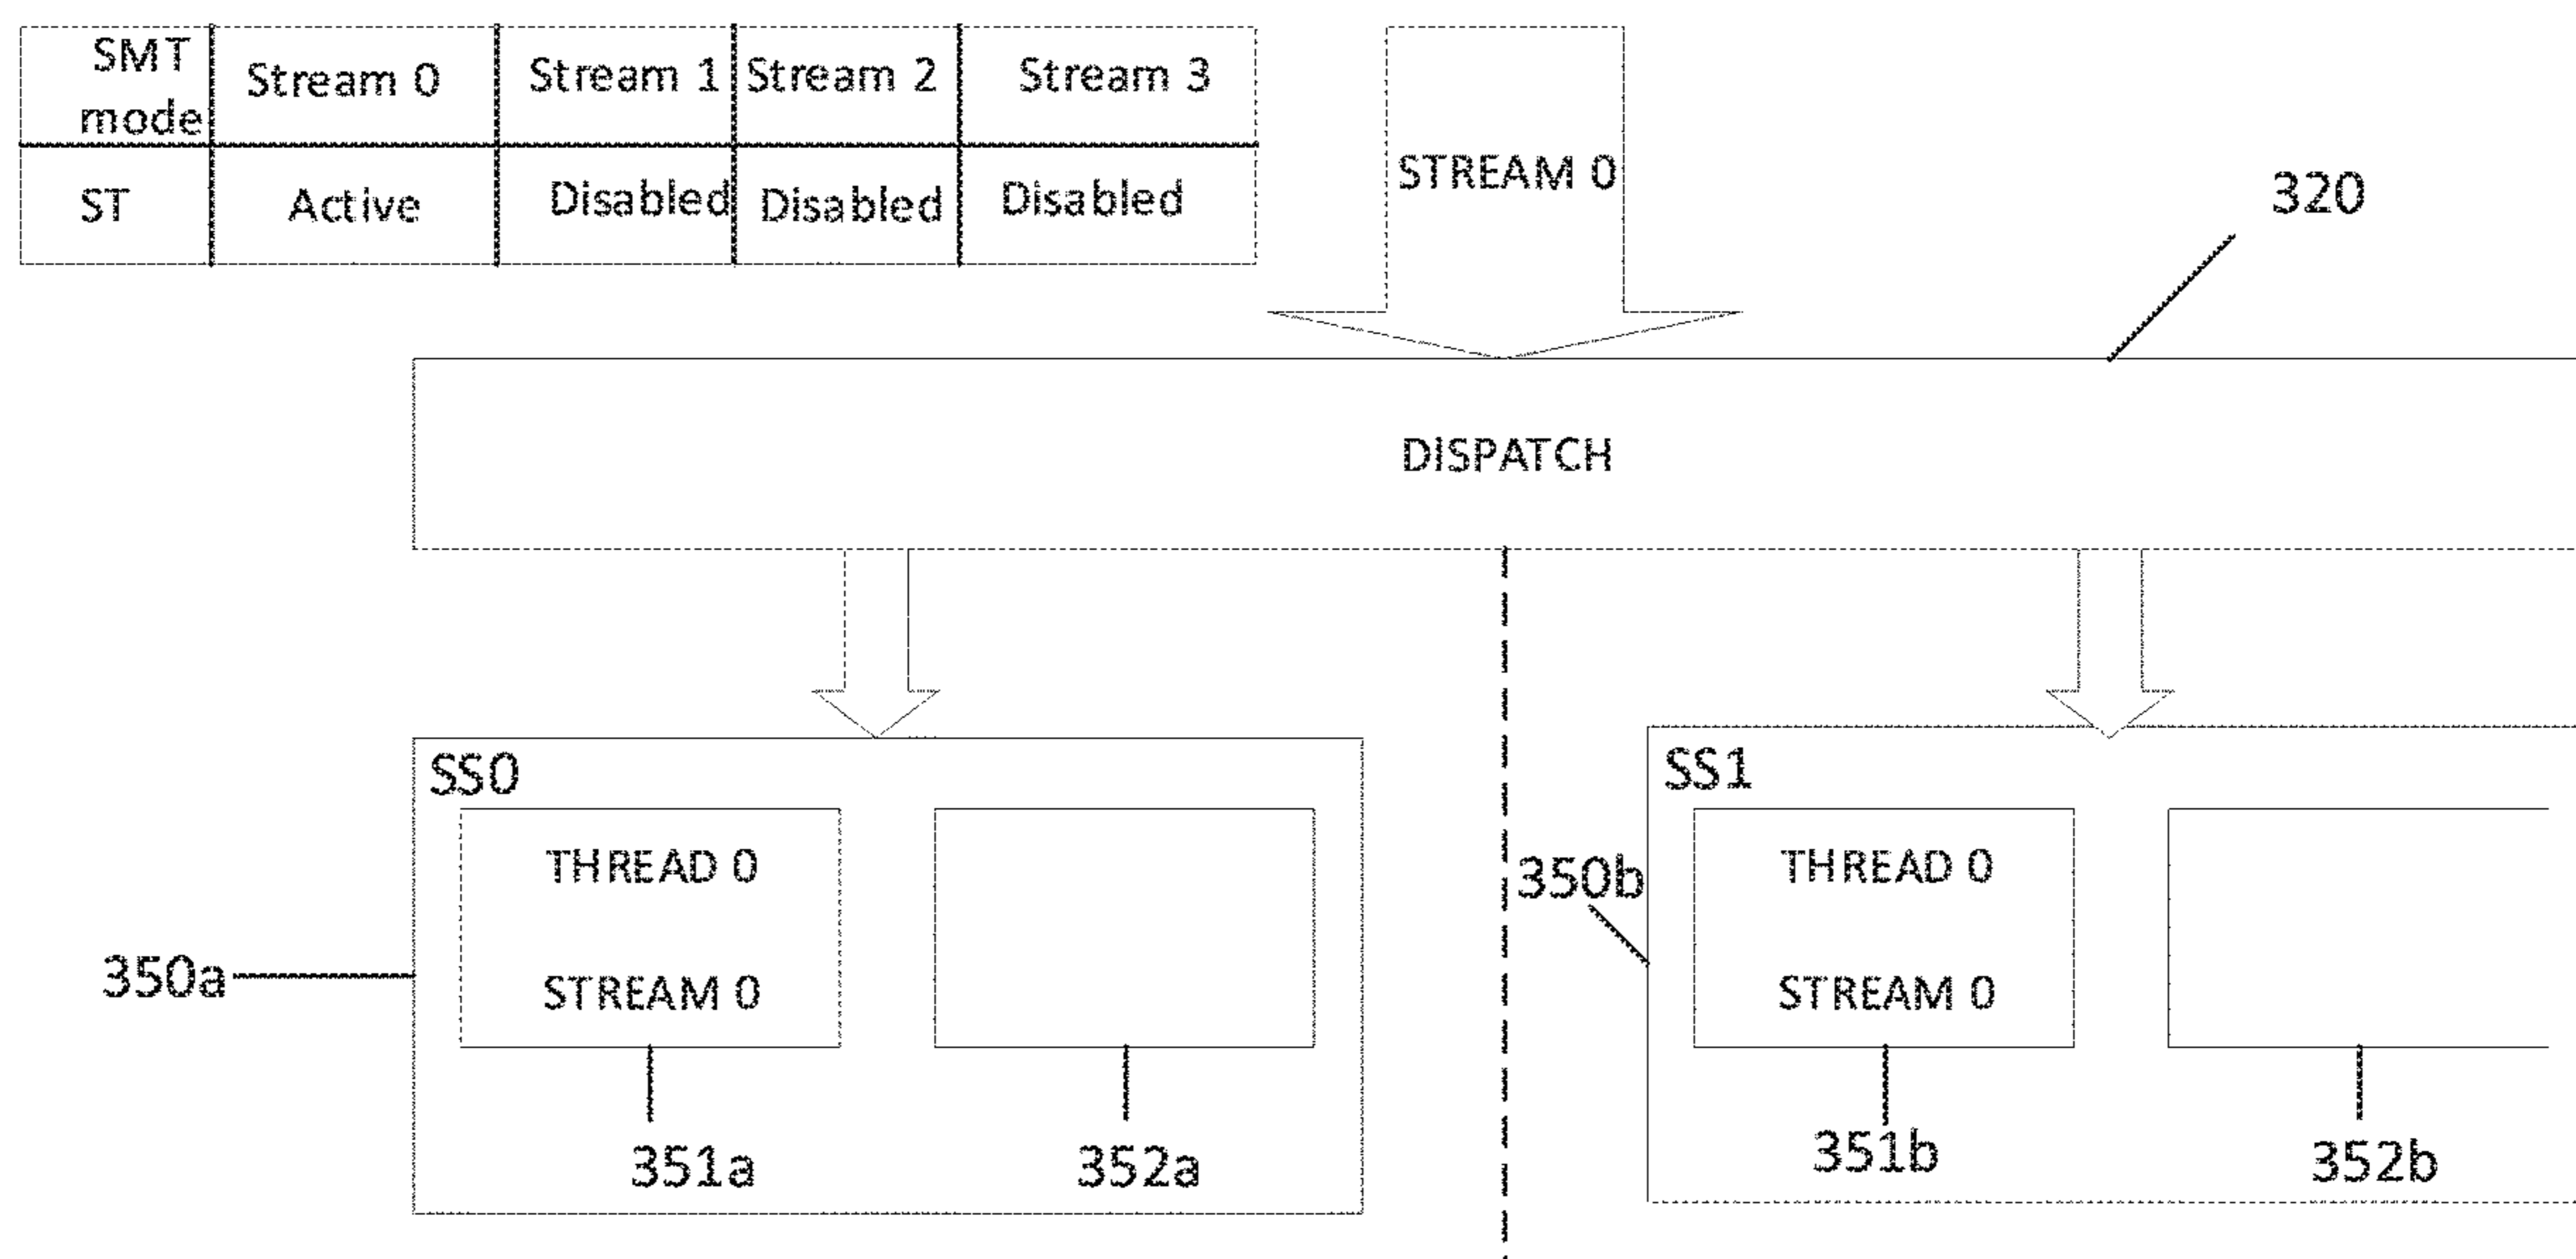 SMT mode Stream 0 Stream 1 Stream 2 Stream 3
ST Active Disabled Disabled Disabled
STREAM 0
320
DISPATCH
SS0
THREAD 0
STREAM 0
350a
351a
352a
SS1
350b
THREAD 0
STREAM 0
351b
352b